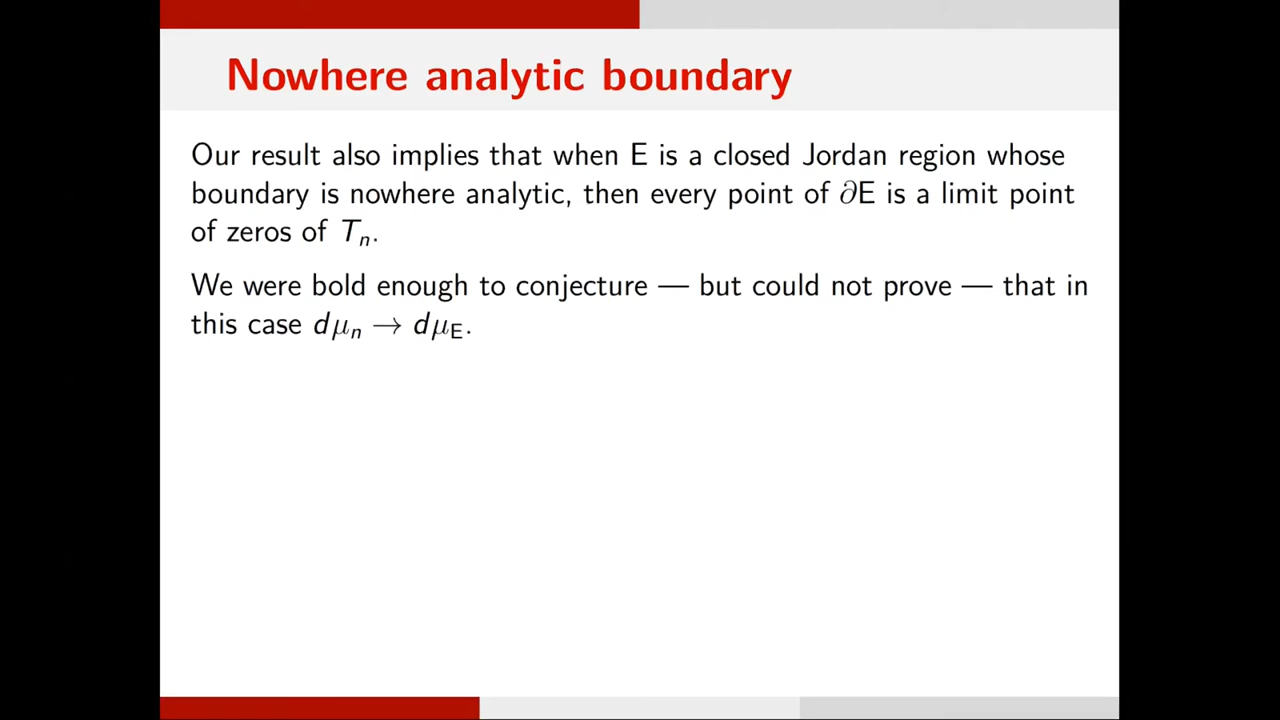 Nowhere analytic boundary
Our result also implies that when E is a closed Jordan region whose
boundary is nowhere analytic, then every point of ∂E is a limit point
of zeros of Tₙ.
We were bold enough to conjecture — but could not prove — that in
this case dμₙ → dμ_E.